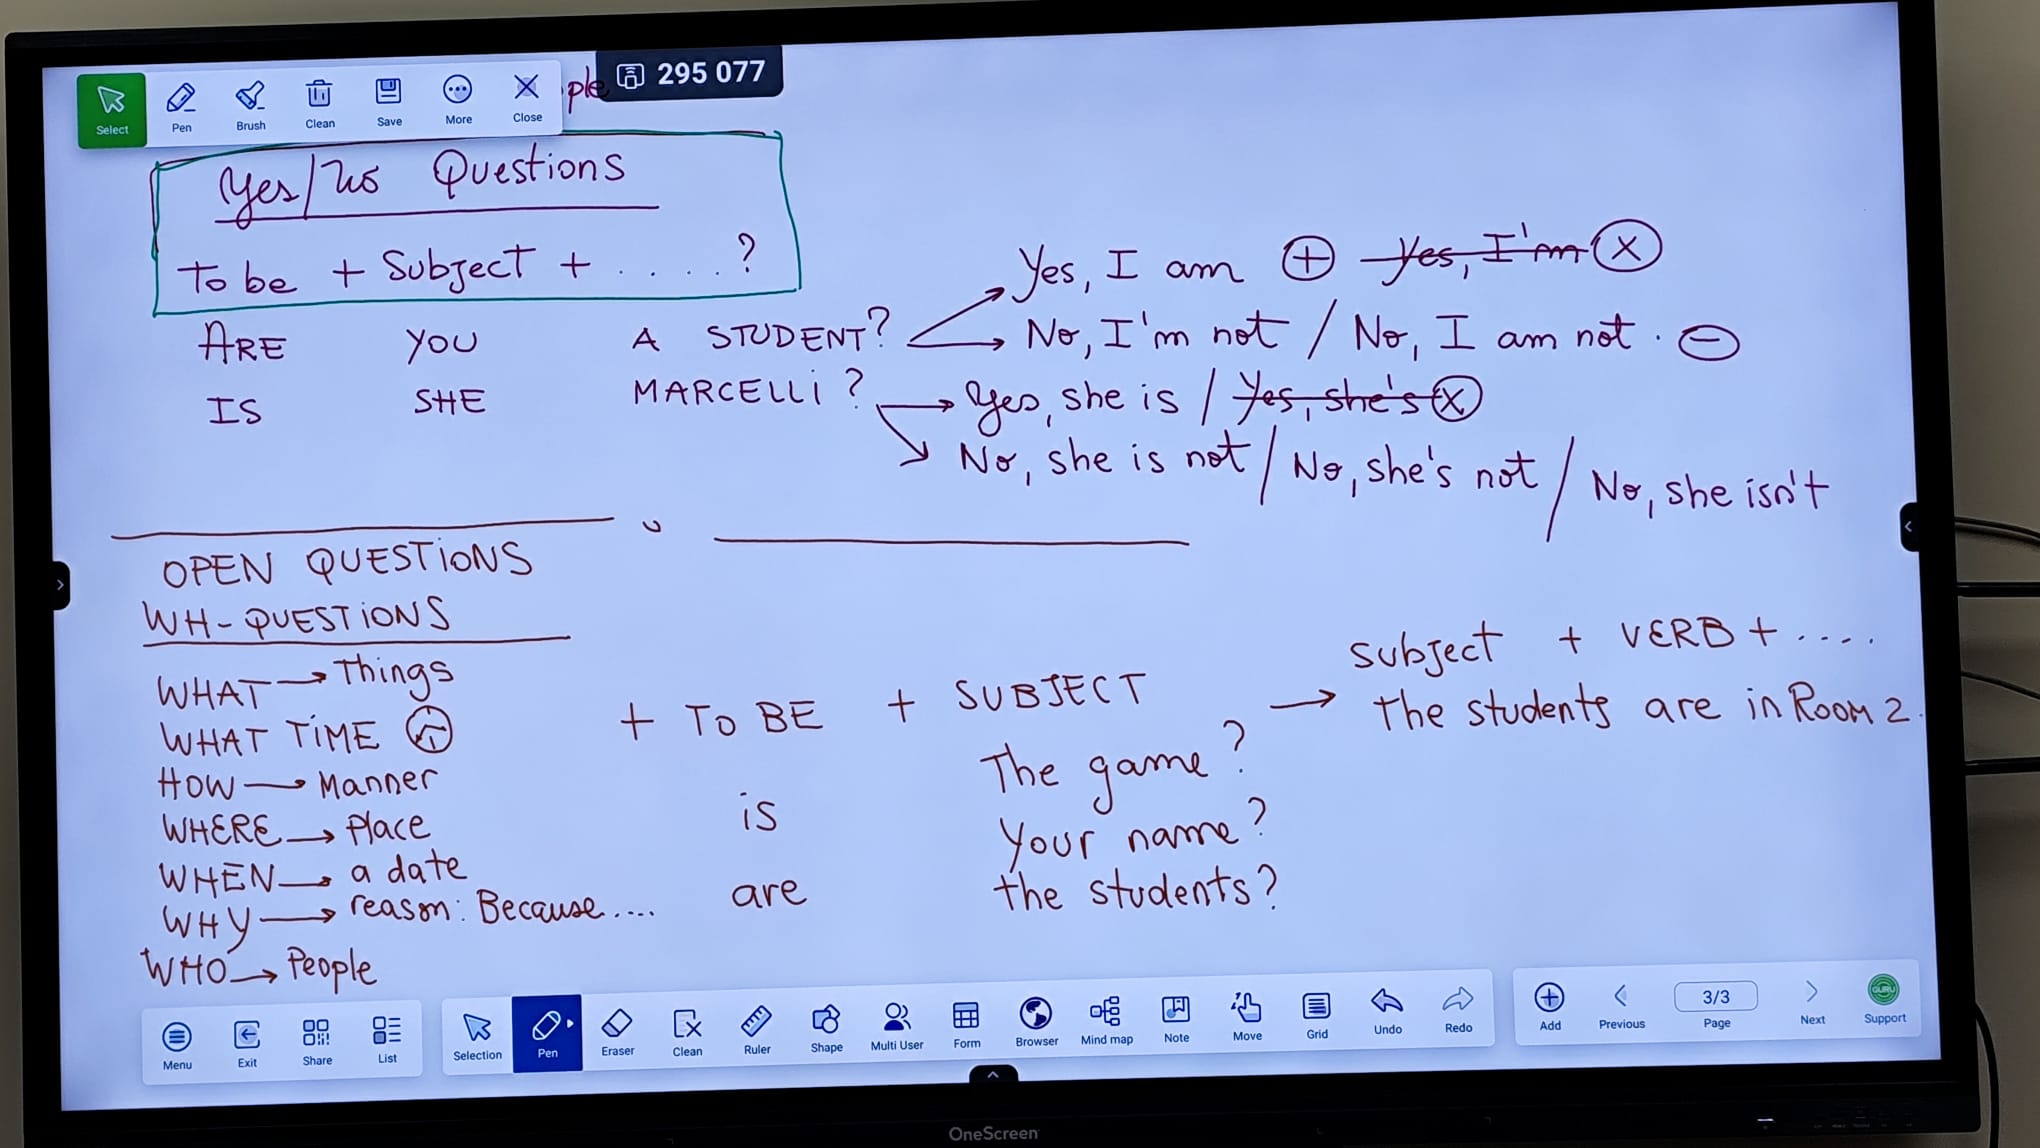 295 077
Select Pen Brush Clean Save More Close
ple
Yes/No Questions
To be + Subject + .....?
ARE YOU A STUDENT?
Yes, I am + Yes, I'm x
No, I'm not / No, I am not. -
IS SHE MARCELLI?
Yes, she is / Yes, she's x
No, she is not / No, she's not / No, she isn't
OPEN QUESTIONS
WH-QUESTIONS
WHAT → Things
WHAT TIME
HOW → Manner
WHERE → Place
WHEN → a date
WHY → reason: Because....
WHO → People
+ TO BE + SUBJECT
is
are
The game?
Your name?
the students?
→ subject + VERB + ....
The students are in Room 2.
Menu Exit Share List
Selection Pen Eraser Clean Ruler Shape Multi User Form Browser Mind map Note Move Grid Undo Redo
Add Previous 3/3 Page Next GURU Support
OneScreen